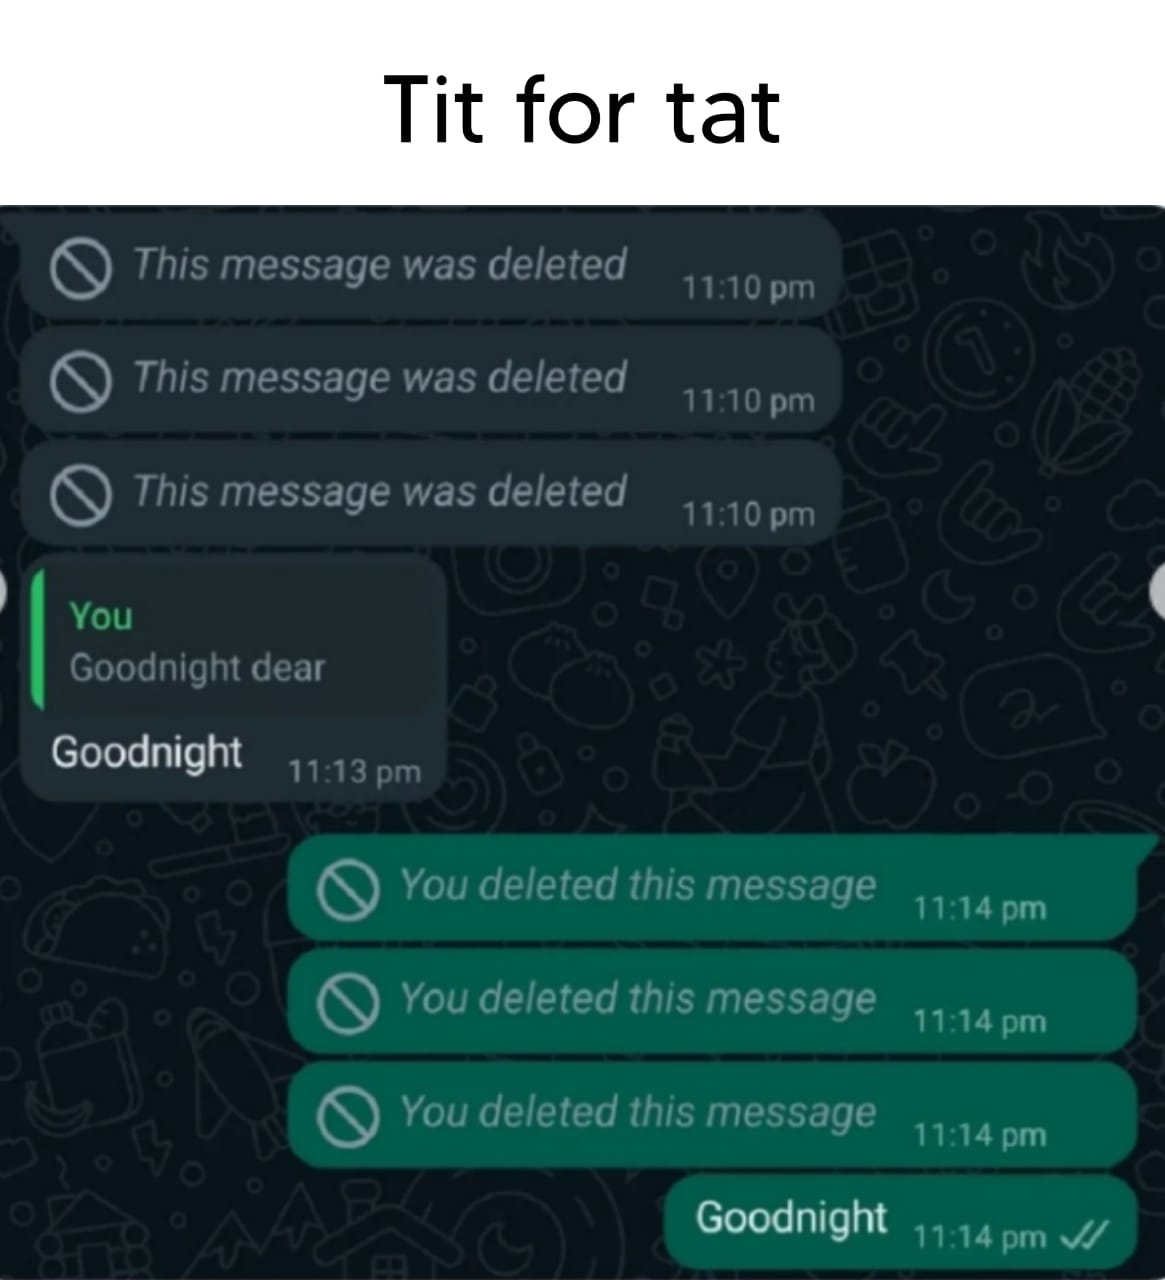 Tit for tat
This message was deleted 11:10 pm
This message was deleted 11:10 pm
This message was deleted 11:10 pm
You
Goodnight dear
Goodnight 11:13 pm
You deleted this message 11:14 pm
You deleted this message 11:14 pm
You deleted this message 11:14 pm
Goodnight 11:14 pm